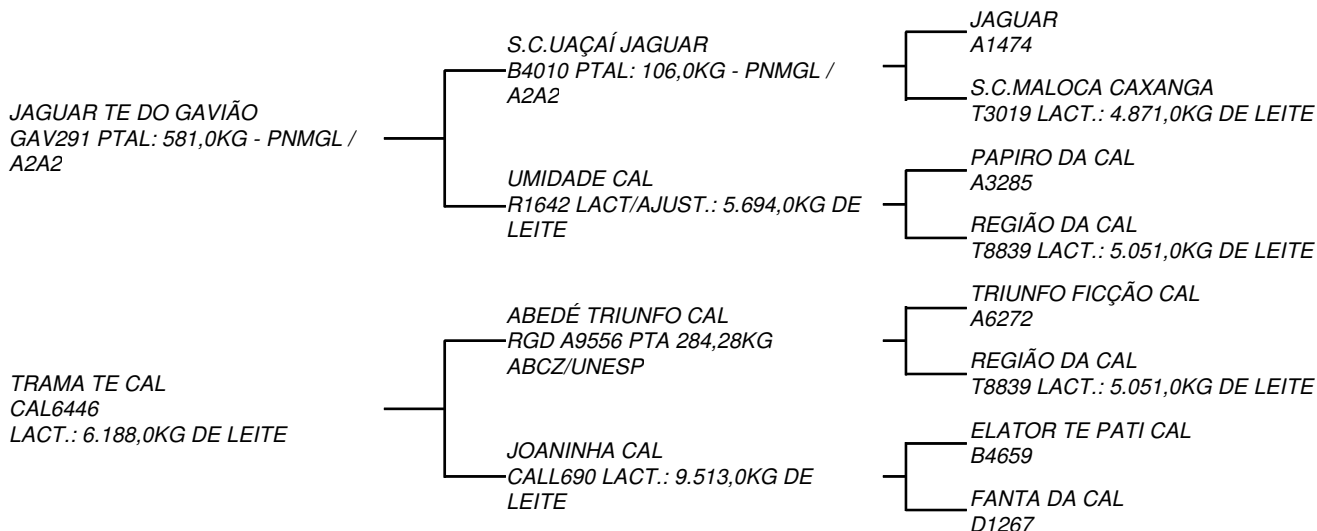 JAGUAR TE DO GAVIÃO
GAV291 PTAL: 581,0KG - PNMGL /
A2A2
S.C.UAÇAÍ JAGUAR
B4010 PTAL: 106,0KG - PNMGL /
A2A2
JAGUAR
A1474
S.C.MALOCA CAXANGA
T3019 LACT.: 4.871,0KG DE LEITE
UMIDADE CAL
R1642 LACT/AJUST.: 5.694,0KG DE
LEITE
PAPIRO DA CAL
A3285
REGIÃO DA CAL
T8839 LACT.: 5.051,0KG DE LEITE
TRAMA TE CAL
CAL6446
LACT.: 6.188,0KG DE LEITE
ABEDÉ TRIUNFO CAL
RGD A9556 PTA 284,28KG
ABCZ/UNESP
TRIUNFO FICÇÃO CAL
A6272
REGIÃO DA CAL
T8839 LACT.: 5.051,0KG DE LEITE
JOANINHA CAL
CALL690 LACT.: 9.513,0KG DE
LEITE
ELATOR TE PATI CAL
B4659
FANTA DA CAL
D1267